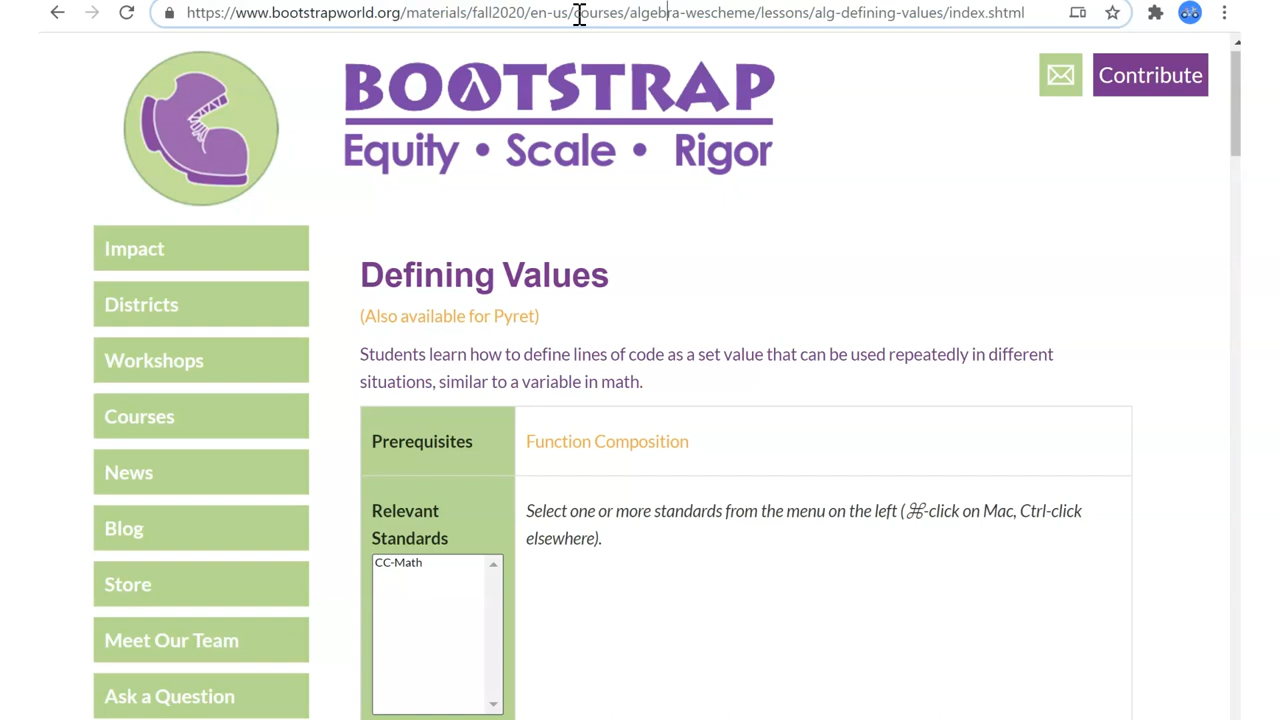 https://www.bootstrapworld.org/materials/fall2020/en-us/courses/algebra-wescheme/lessons/alg-defining-values/index.shtml
BOOTSTRAP
Equity • Scale • Rigor
Contribute
Impact
Districts
Workshops
Courses
News
Blog
Store
Meet Our Team
Ask a Question
Defining Values
(Also available for Pyret)
Students learn how to define lines of code as a set value that can be used repeatedly in different
situations, similar to a variable in math.
Prerequisites
Function Composition
Relevant
Standards
CC-Math
Select one or more standards from the menu on the left (⌘-click on Mac, Ctrl-click
elsewhere).